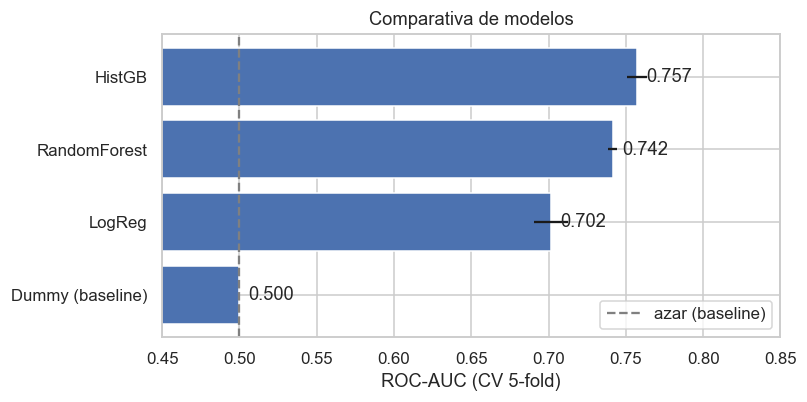 Comparativa de modelos
HistGB
0.757
RandomForest
0.742
LogReg
0.702
Dummy (baseline)
0.500
azar (baseline)
0.45 0.50 0.55 0.60 0.65 0.70 0.75 0.80 0.85
ROC-AUC (CV 5-fold)